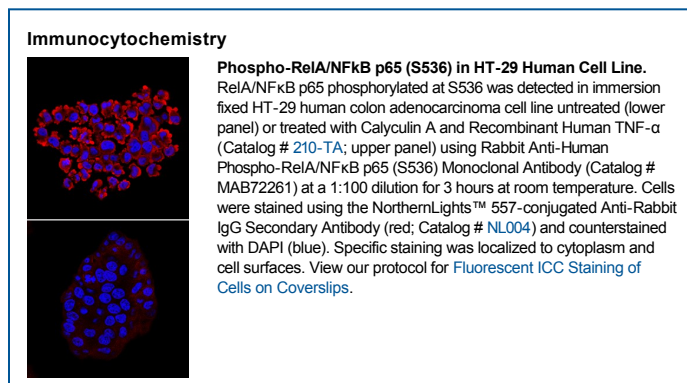 Immunocytochemistry
Phospho-RelA/NFkB p65 (S536) in HT-29 Human Cell Line.
RelA/NFκB p65 phosphorylated at S536 was detected in immersion
fixed HT-29 human colon adenocarcinoma cell line untreated (lower
panel) or treated with Calyculin A and Recombinant Human TNF-α
(Catalog # 210-TA; upper panel) using Rabbit Anti-Human
Phospho-RelA/NFκB p65 (S536) Monoclonal Antibody (Catalog #
MAB72261) at a 1:100 dilution for 3 hours at room temperature. Cells
were stained using the NorthernLights™ 557-conjugated Anti-Rabbit
IgG Secondary Antibody (red; Catalog # NL004) and counterstained
with DAPI (blue). Specific staining was localized to cytoplasm and
cell surfaces. View our protocol for Fluorescent ICC Staining of
Cells on Coverslips.